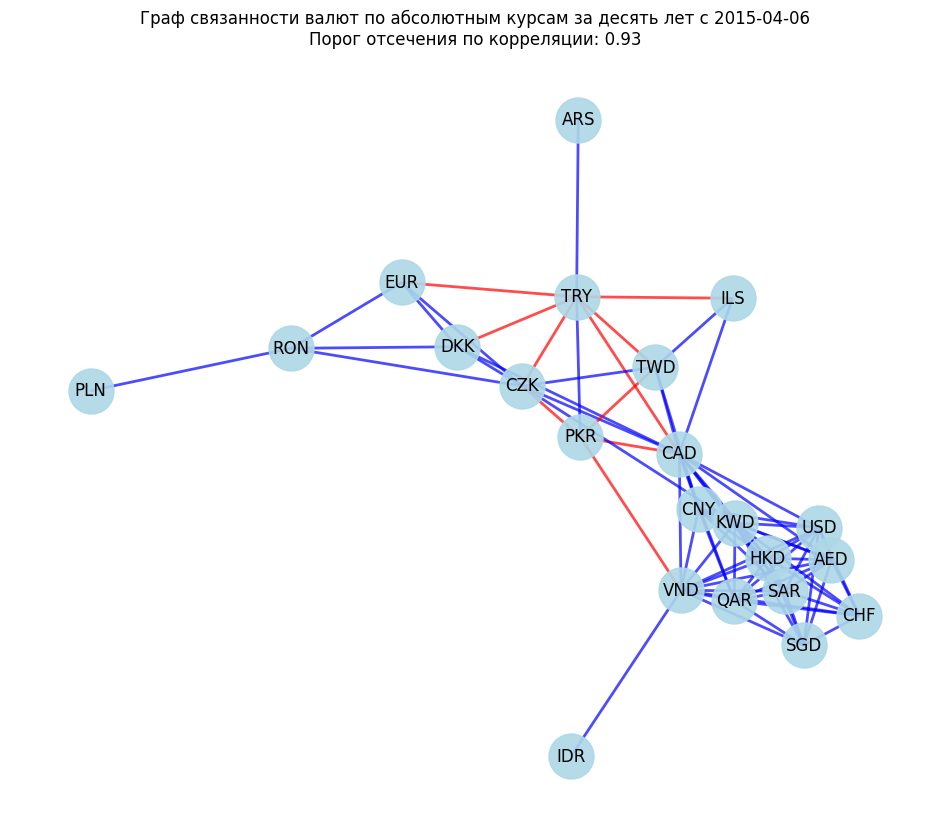 Граф связанности валют по абсолютным курсам за десять лет с 2015-04-06
Порог отсечения по корреляции: 0.93
ARS
EUR
TRY
ILS
RON
DKK
TWD
PLN
CZK
PKR
CAD
CNY
KWD
USD
HKD
AED
VND
QAR
SAR
CHF
SGD
IDR